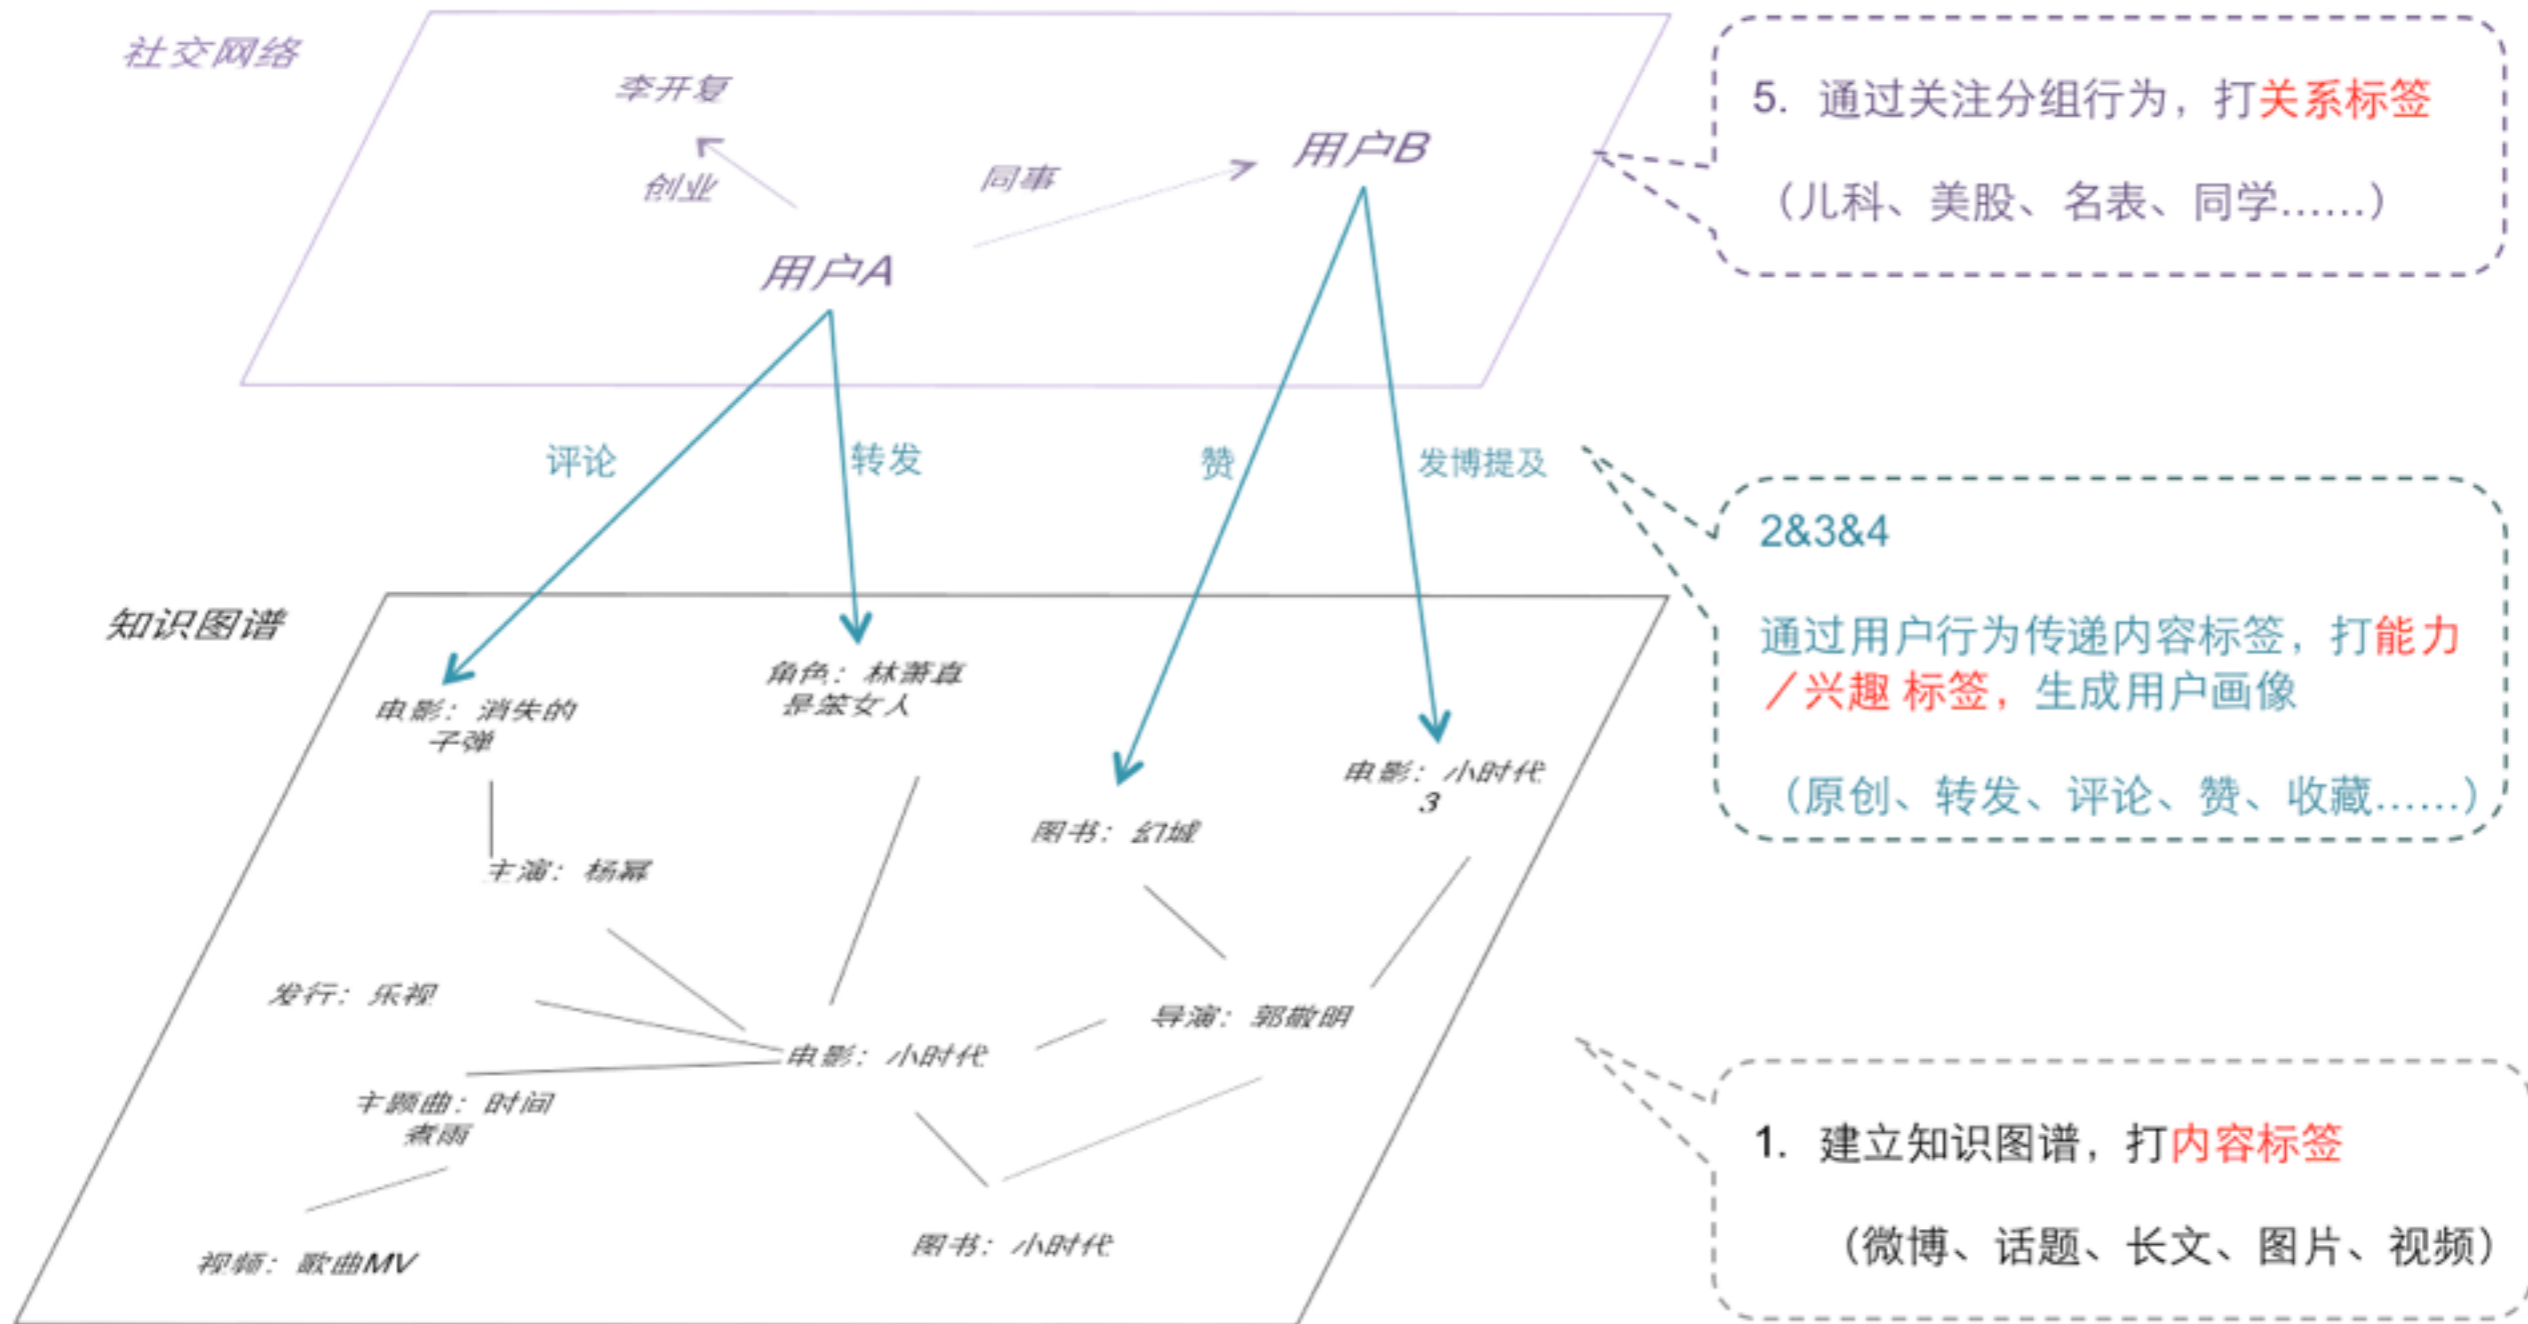 社交网络
李开复
创业
同事
用户B
用户A
5. 通过关注分组行为，打关系标签
（儿科、美股、名表、同学......）
评论
转发
赞
发博提及
2&3&4
通过用户行为传递内容标签，打能力
／兴趣 标签，生成用户画像
（原创、转发、评论、赞、收藏......）
知识图谱
电影：消失的
子弹
角色：林萧真
是笨女人
图书：幻城
电影：小时代
3
主演：杨幂
发行：乐视
电影：小时代
导演：郭敬明
主题曲：时间
煮雨
视频：歌曲MV
图书：小时代
1. 建立知识图谱，打内容标签
（微博、话题、长文、图片、视频）